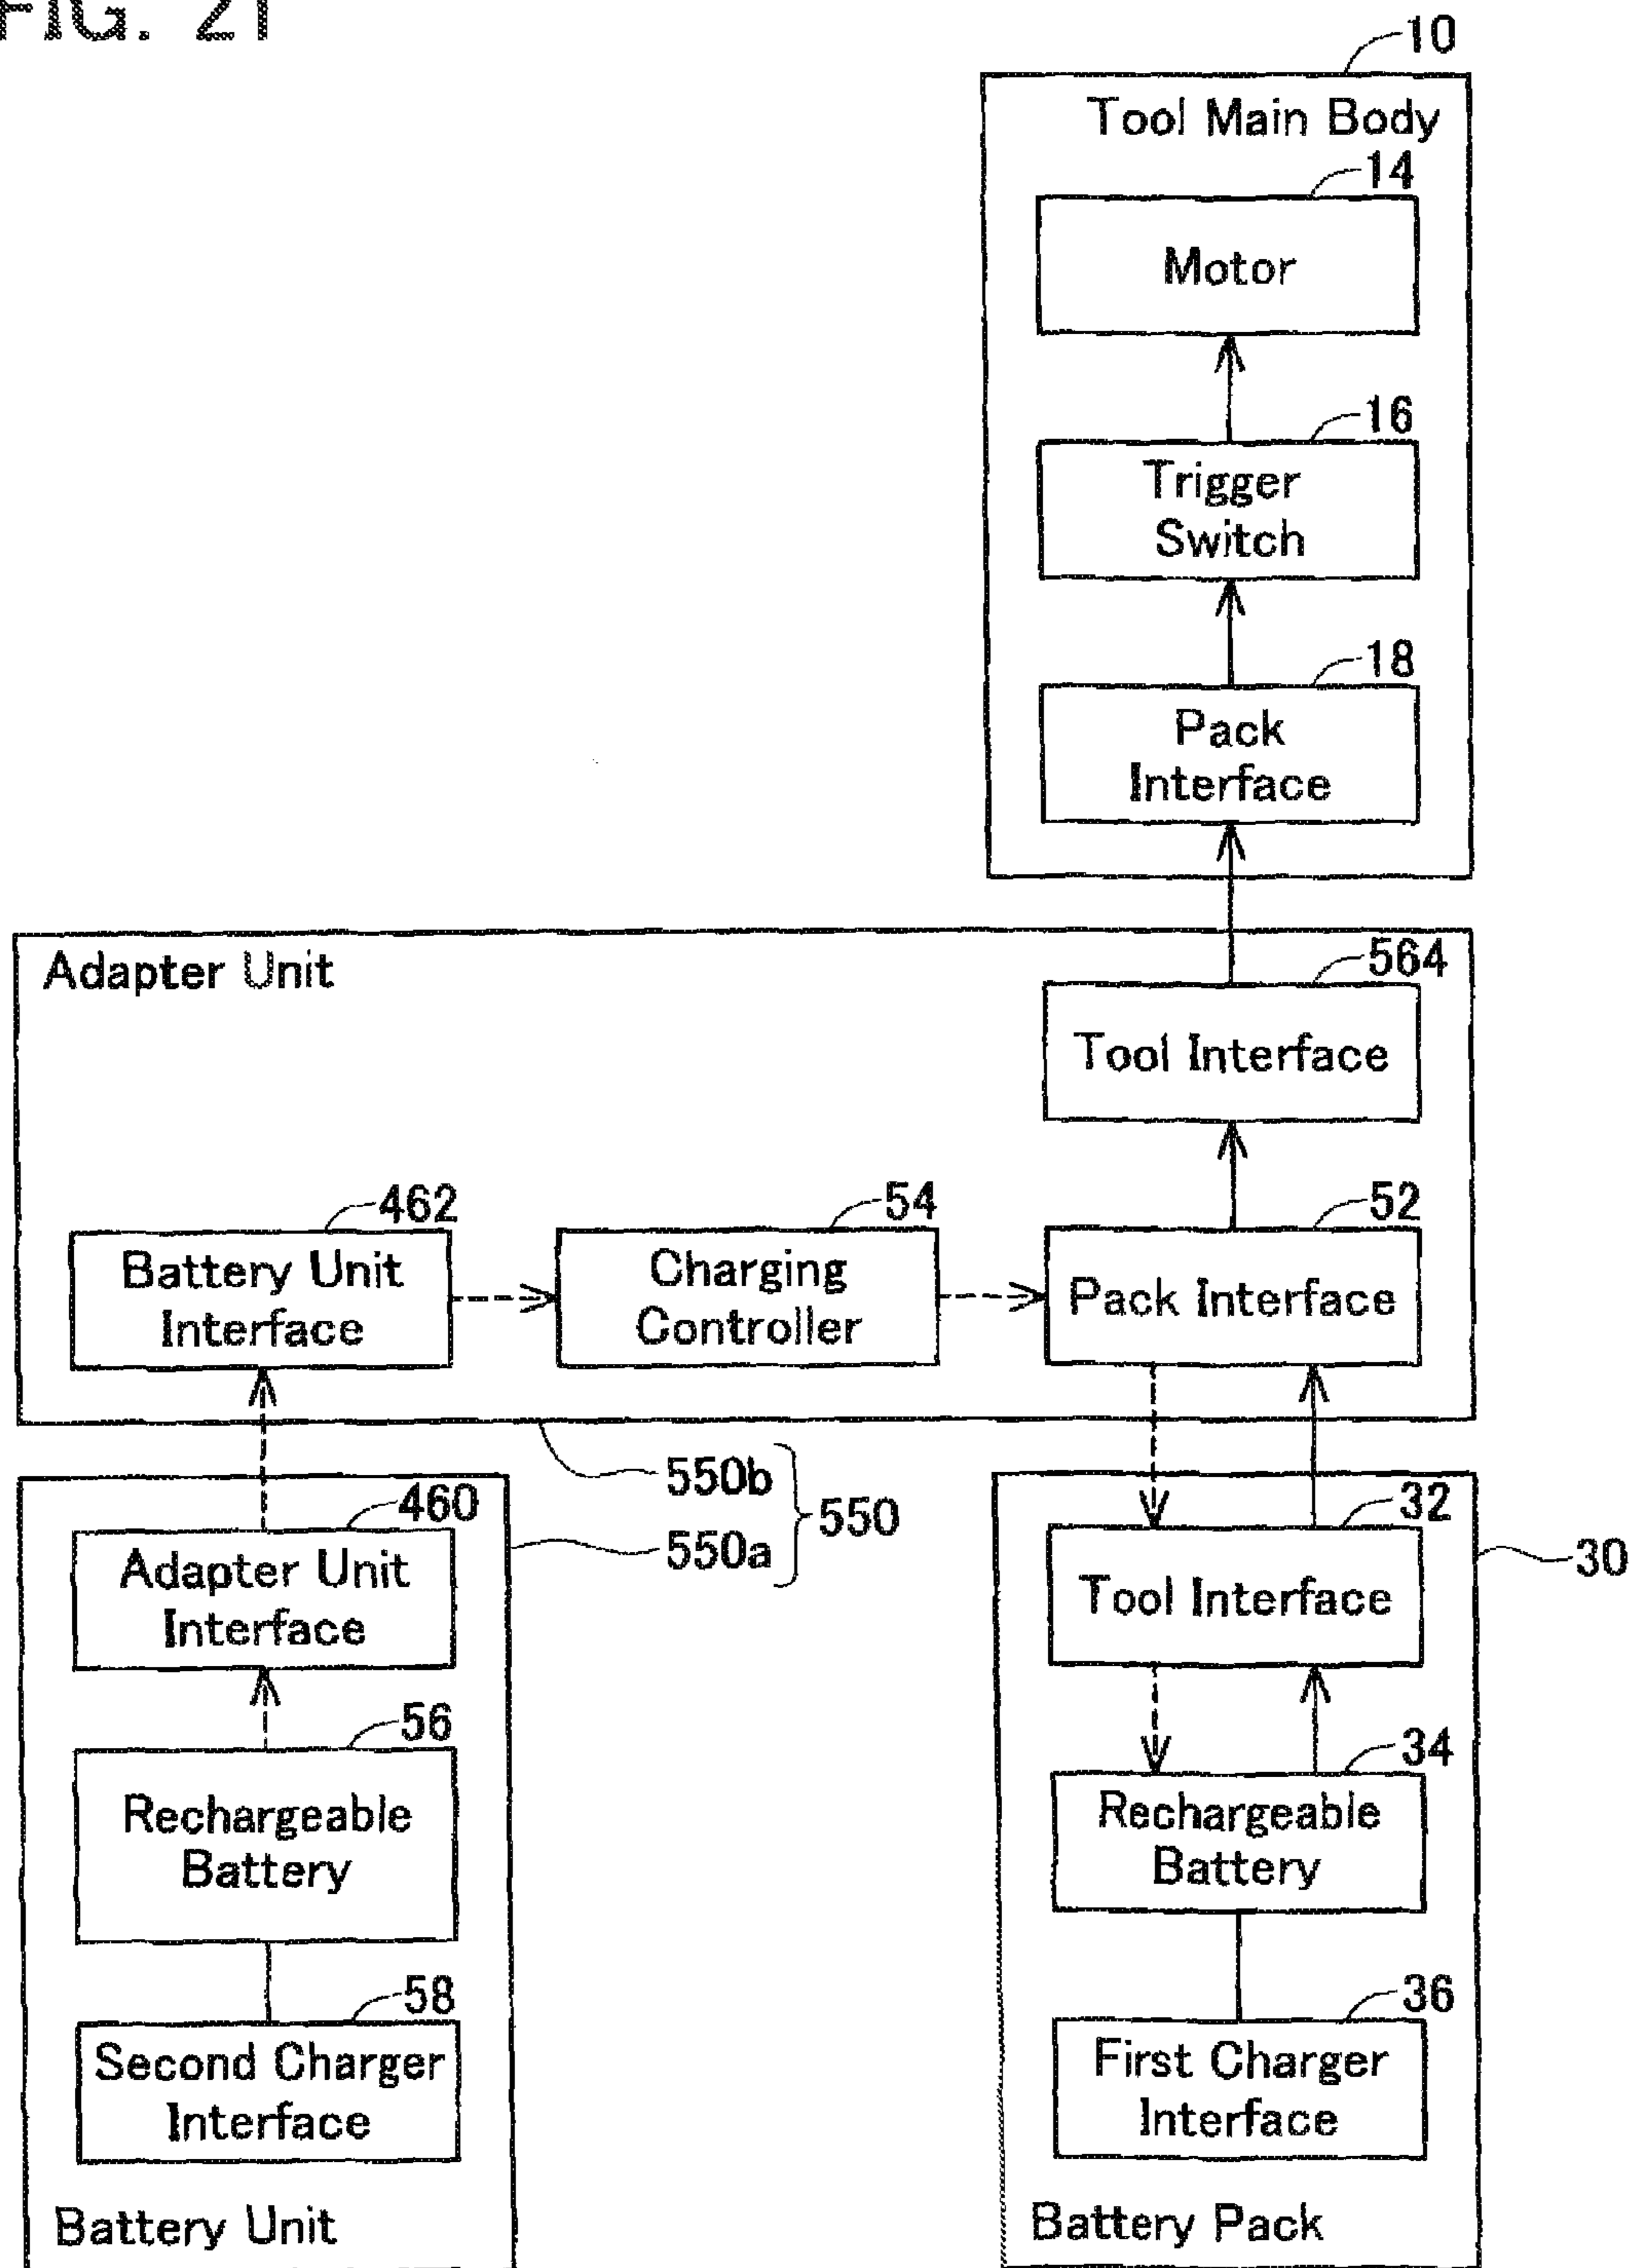 FIG. 21
10
Tool Main Body
14
Motor
16
Trigger
Switch
18
Pack
Interface
Adapter Unit
564
Tool Interface
462
Battery Unit
Interface
54
Charging
Controller
52
Pack Interface
550b
550a
550
460
Adapter Unit
Interface
56
Rechargeable
Battery
58
Second Charger
Interface
Battery Unit
32
30
Tool Interface
34
Rechargeable
Battery
36
First Charger
Interface
Battery Pack